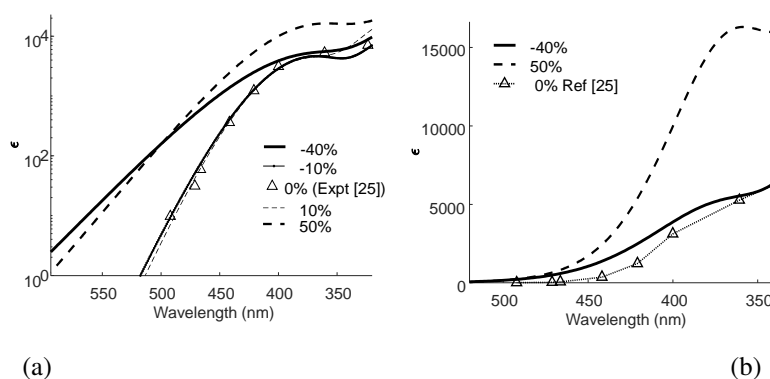 10^4
10^2
10^0
ϵ
-40%
-10%
0% (Expt [25])
10%
50%
550
500
450
400
350
Wavelength (nm)
(a)
15000
10000
5000
0
ϵ
-40%
50%
0% Ref [25]
500
450
400
350
Wavelength (nm)
(b)